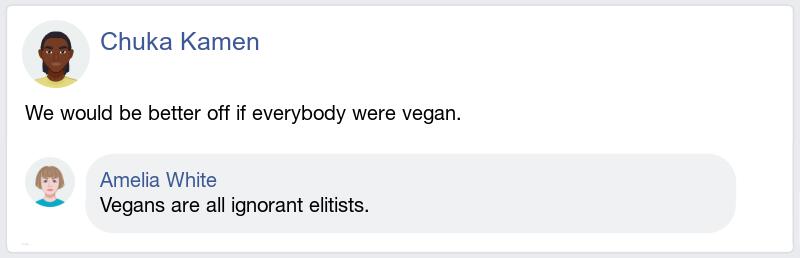 Chuka Kamen
We would be better off if everybody were vegan.
Amelia White
Vegans are all ignorant elitists.